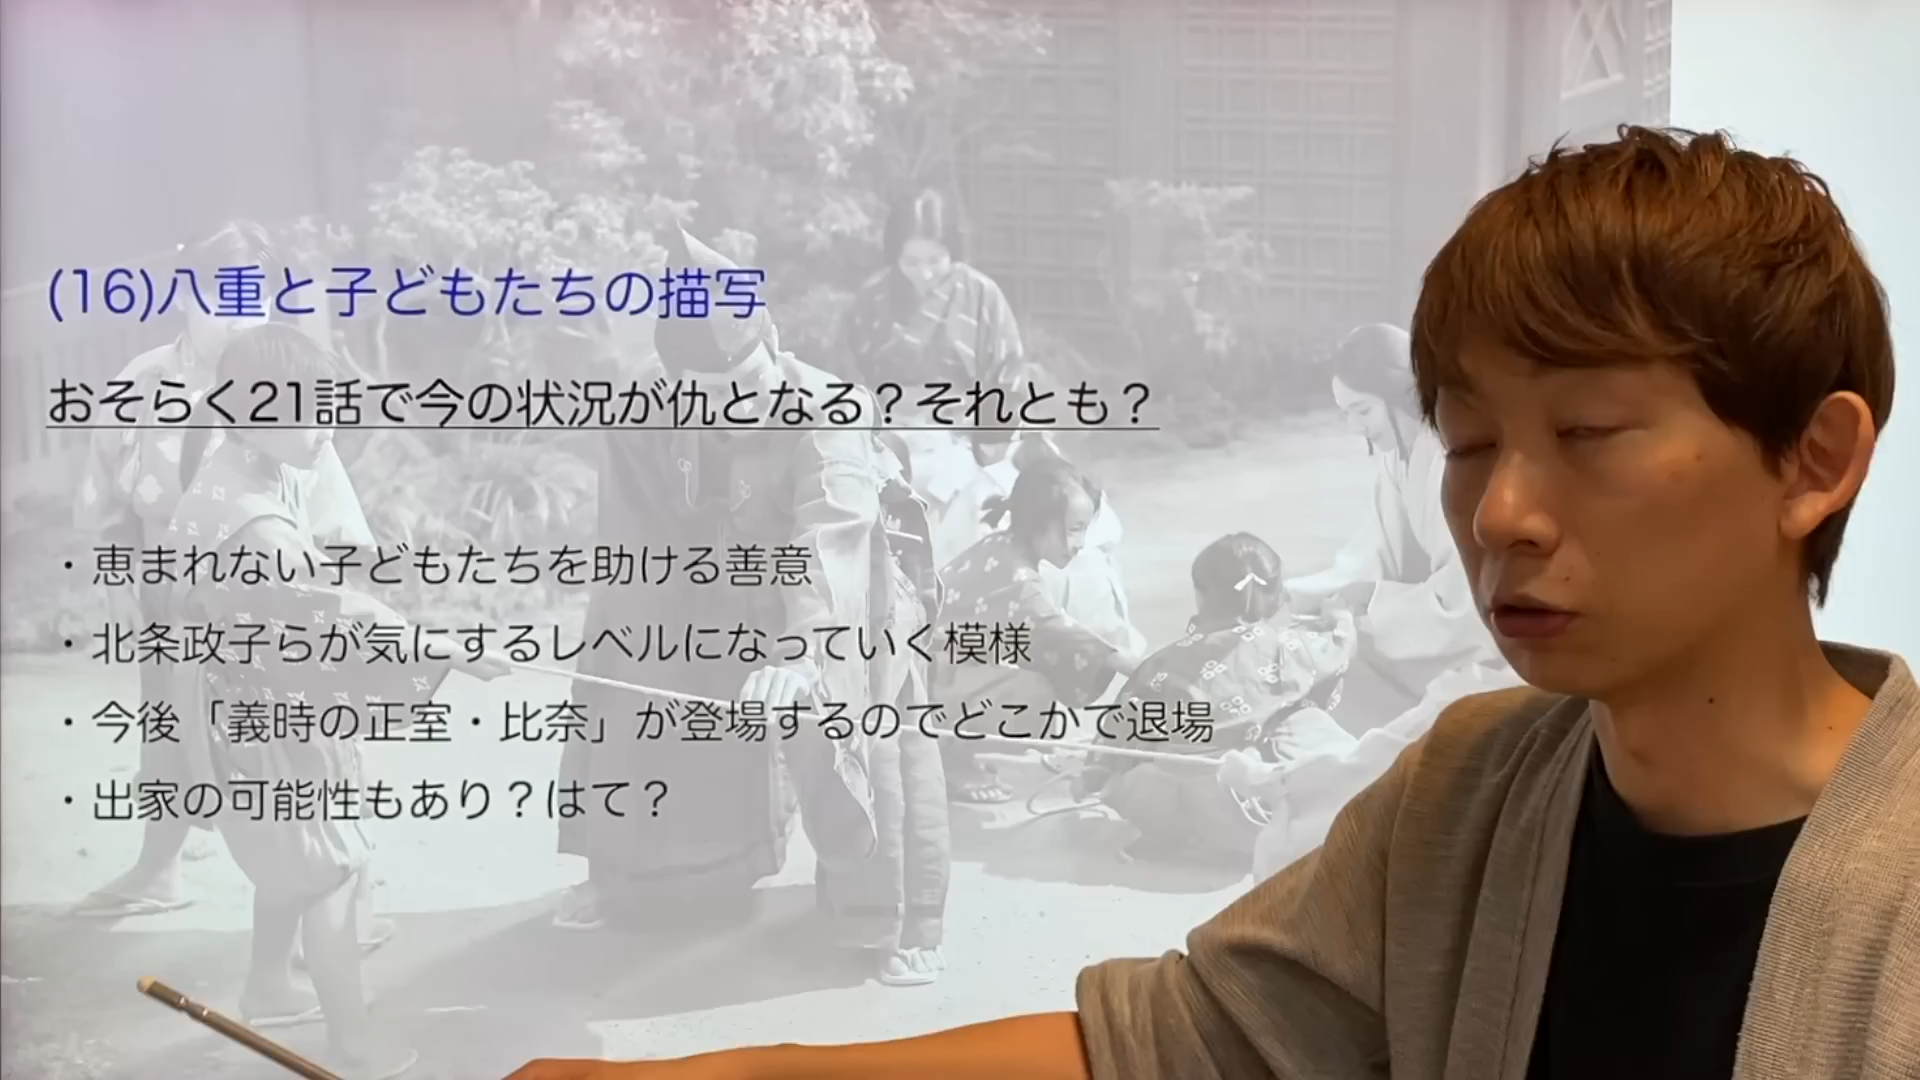 (16)八重と子どもたちの描写
おそらく21話で今の状況が仇となる？それとも？
・恵まれない子どもたちを助ける善意
・北条政子らが気にするレベルになっていく模様
・今後「義時の正室・比奈」が登場するのでどこかで退場
・出家の可能性もあり？はて？